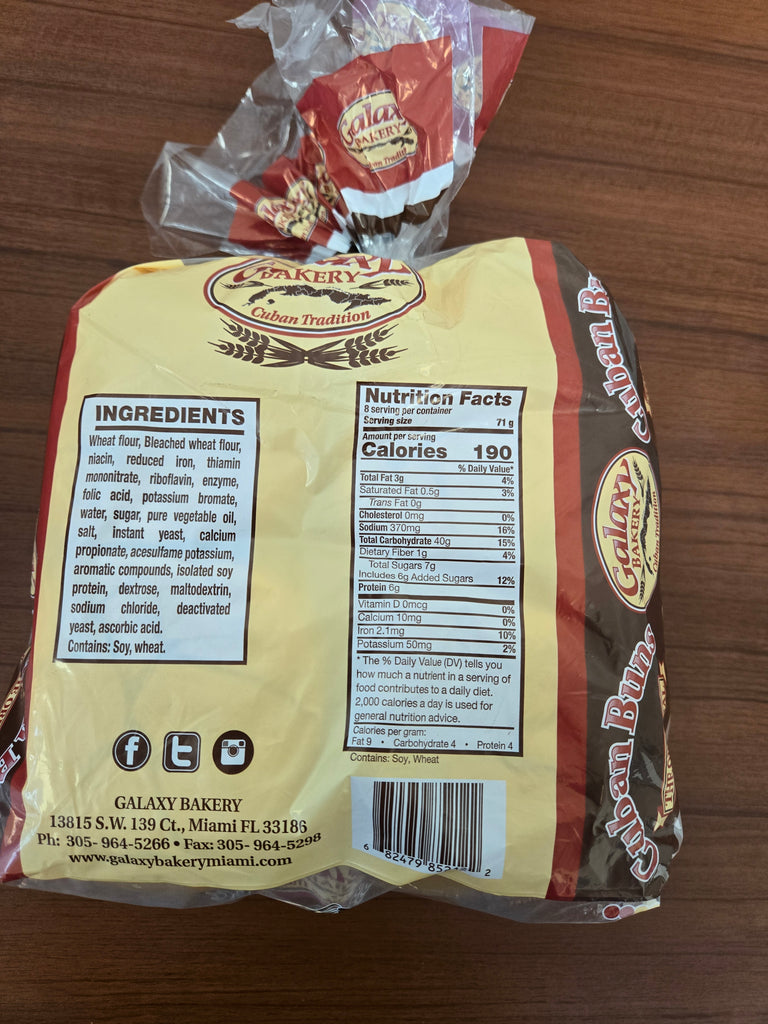 Galaxy
BAKERY
BAKERY
Cuban Tradition
INGREDIENTS
Wheat flour, Bleached wheat flour,
niacin, reduced iron, thiamin
mononitrate, riboflavin, enzyme,
folic acid, potassium bromate,
water, sugar, pure vegetable oil,
salt, instant yeast, calcium
propionate, acesulfame potassium,
aromatic compounds, isolated soy
protein, dextrose, maltodextrin,
sodium chloride, deactivated
yeast, ascorbic acid.
Contains: Soy, wheat.
Nutrition Facts
8 serving per container
Serving size 71 g
Amount per serving
Calories 190
% Daily Value*
Total Fat 3g 4%
Saturated Fat 0.5g 3%
Trans Fat 0g
Cholesterol 0mg 0%
Sodium 370mg 16%
Total Carbohydrate 40g 15%
Dietary Fiber 1g 4%
Total Sugars 7g
Includes 6g Added Sugars 12%
Protein 6g
Vitamin D 0mcg 0%
Calcium 10mg 0%
Iron 2.1mg 10%
Potassium 50mg 2%
* The % Daily Value (DV) tells you
how much a nutrient in a serving of
food contributes to a daily diet.
2,000 calories a day is used for
general nutrition advice.
Calories per gram:
Fat 9 • Carbohydrate 4 • Protein 4
Contains: Soy, Wheat
GALAXY BAKERY
13815 S.W. 139 Ct., Miami FL 33186
Ph: 305- 964-5266 • Fax: 305- 964-5298
www.galaxybakerymiami.com
6 82479 2
Cuban
Galaxy
BAKERY
Cuban Tradition
Cuban Buns